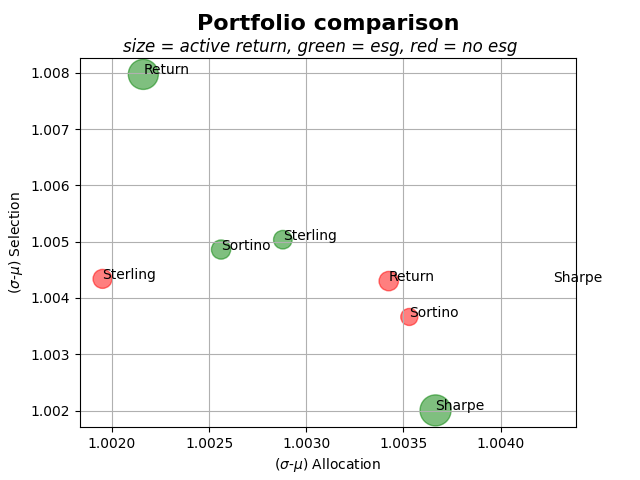 Portfolio comparison
size = active return, green = esg, red = no esg
1.008
1.007
1.006
1.005
1.004
1.003
1.002
(σ-μ) Selection
Return
Sterling
Sortino
Sterling
Return
Sharpe
Sortino
Sharpe
1.0020 1.0025 1.0030 1.0035 1.0040
(σ-μ) Allocation